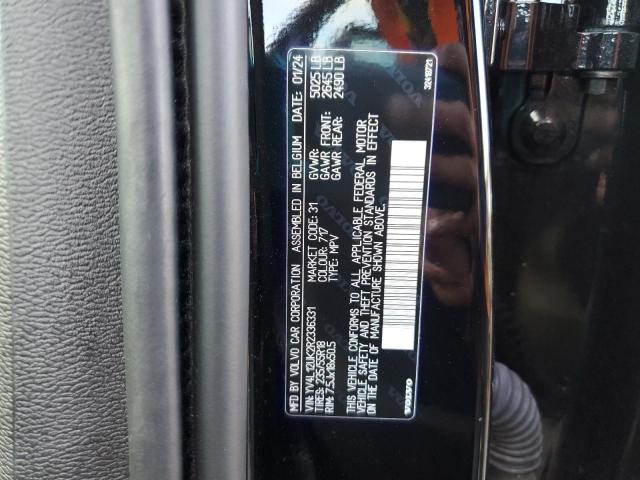 MFD BY VOLVO CAR CORPORATION ASSEMBLED IN BELGIUM DATE: 01/24
VIN: YV4L12UK2R2336331 MARKET CODE: 31 GVWR: 5025 LB
TIRES: 235/55R18 COLOUR: 717 GAWR FRONT: 2645 LB
RIM: 7.5Jx18x50.5 TYPE: MPV GAWR REAR: 2490 LB
THIS VEHICLE CONFORMS TO ALL APPLICABLE FEDERAL MOTOR
VEHICLE SAFETY AND THEFT PREVENTION STANDARDS IN EFFECT
ON THE DATE OF MANUFACTURE SHOWN ABOVE.
VOLVO 32418721